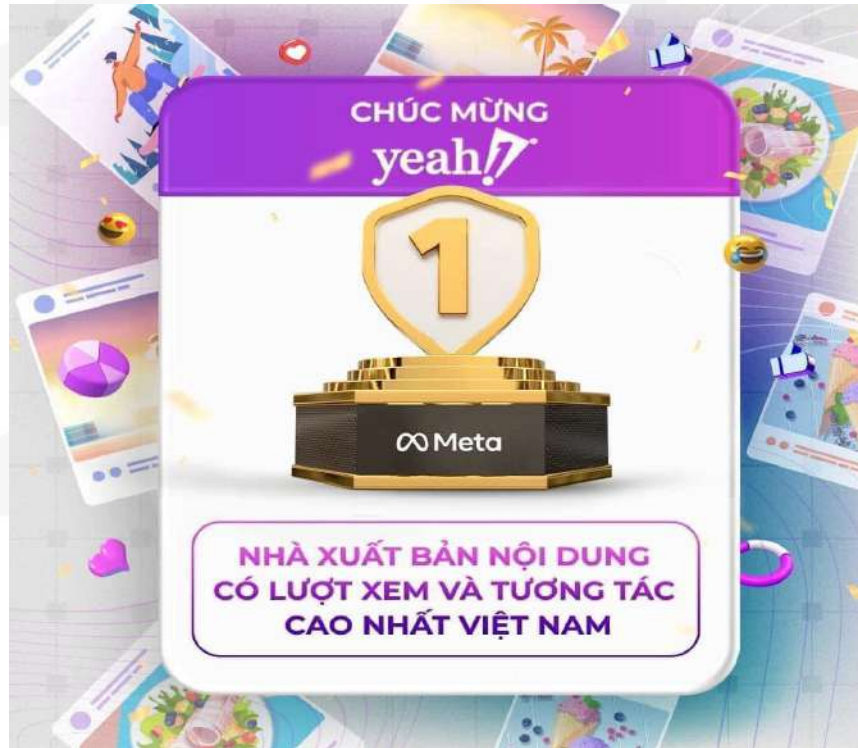 CHÚC MỪNG
yeah1
1
Meta
NHÀ XUẤT BẢN NỘI DUNG
CÓ LƯỢT XEM VÀ TƯƠNG TÁC
CAO NHẤT VIỆT NAM